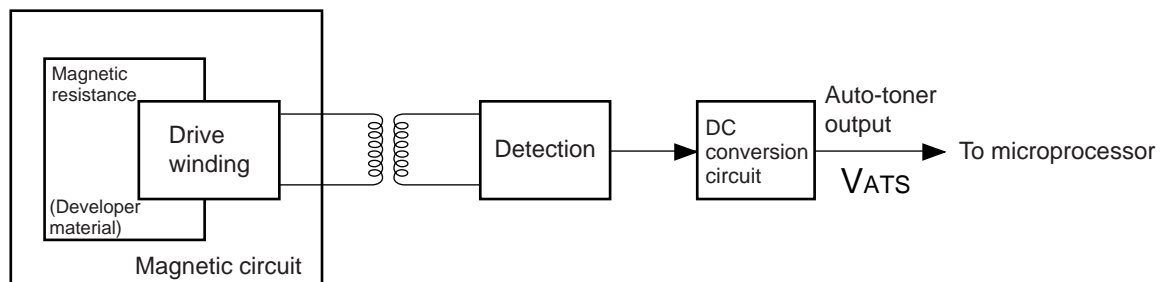 Magnetic
resistance
(Developer
material)
Drive
winding
Magnetic circuit
Detection
DC
conversion
circuit
Auto-toner
output
VATS
To microprocessor